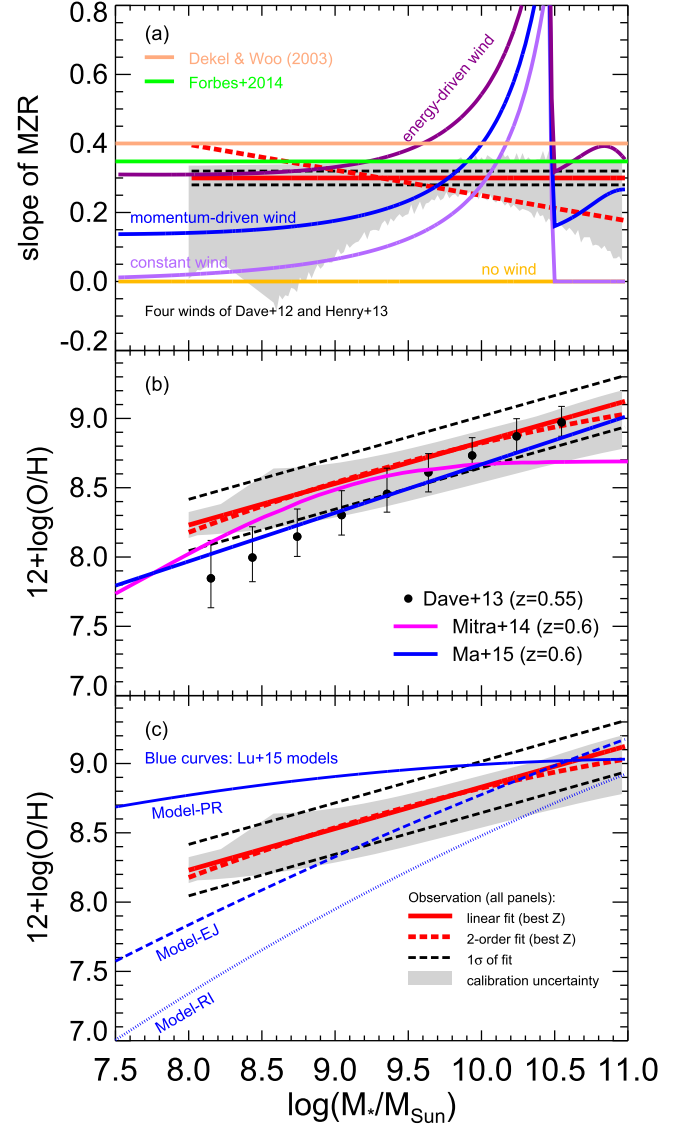 0.8
(a)
Dekel & Woo (2003)
Forbes+2014
energy-driven wind
0.6
0.4
slope of MZR
0.2
momentum-driven wind
constant wind
no wind
0.0
Four winds of Dave+12 and Henry+13
-0.2
(b)
9.0
12+log(O/H)
8.5
8.0
Dave+13 (z=0.55)
7.5
Mitra+14 (z=0.6)
Ma+15 (z=0.6)
7.0
(c)
Blue curves: Lu+15 models
9.0
Model-PR
12+log(O/H)
8.5
8.0
Observation (all panels):
linear fit (best Z)
Model-EJ
2-order fit (best Z)
1σ of fit
7.5
calibration uncertainty
Model-RI
7.0
7.5 8.0 8.5 9.0 9.5 10.0 10.5 11.0
log(M*/MSun)